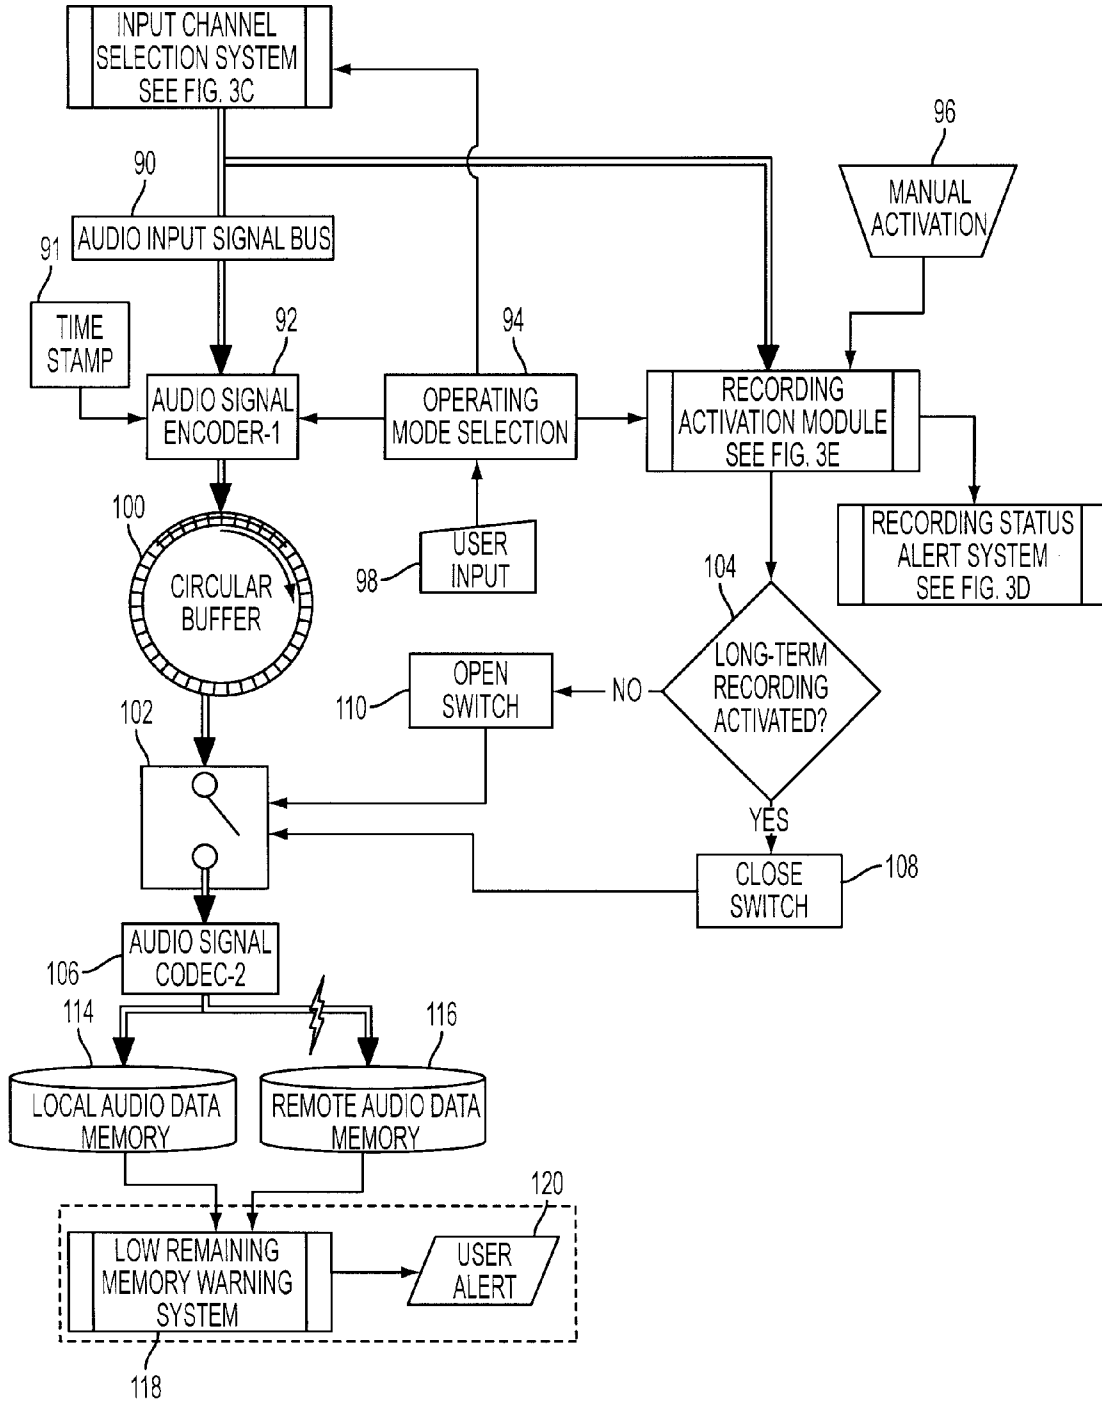 INPUT CHANNEL
SELECTION SYSTEM
SEE FIG. 3C
96
MANUAL
ACTIVATION
90
AUDIO INPUT SIGNAL BUS
91
TIME
STAMP
92
AUDIO SIGNAL
ENCODER-1
94
OPERATING
MODE SELECTION
RECORDING
ACTIVATION MODULE
SEE FIG. 3E
100
CIRCULAR
BUFFER
98
USER
INPUT
RECORDING STATUS
ALERT SYSTEM
SEE FIG. 3D
104
LONG-TERM
RECORDING
ACTIVATED?
NO
OPEN
SWITCH
110
102
YES
CLOSE
SWITCH
108
AUDIO SIGNAL
CODEC-2
106
114
LOCAL AUDIO DATA
MEMORY
116
REMOTE AUDIO DATA
MEMORY
LOW REMAINING
MEMORY WARNING
SYSTEM
118
120
USER
ALERT